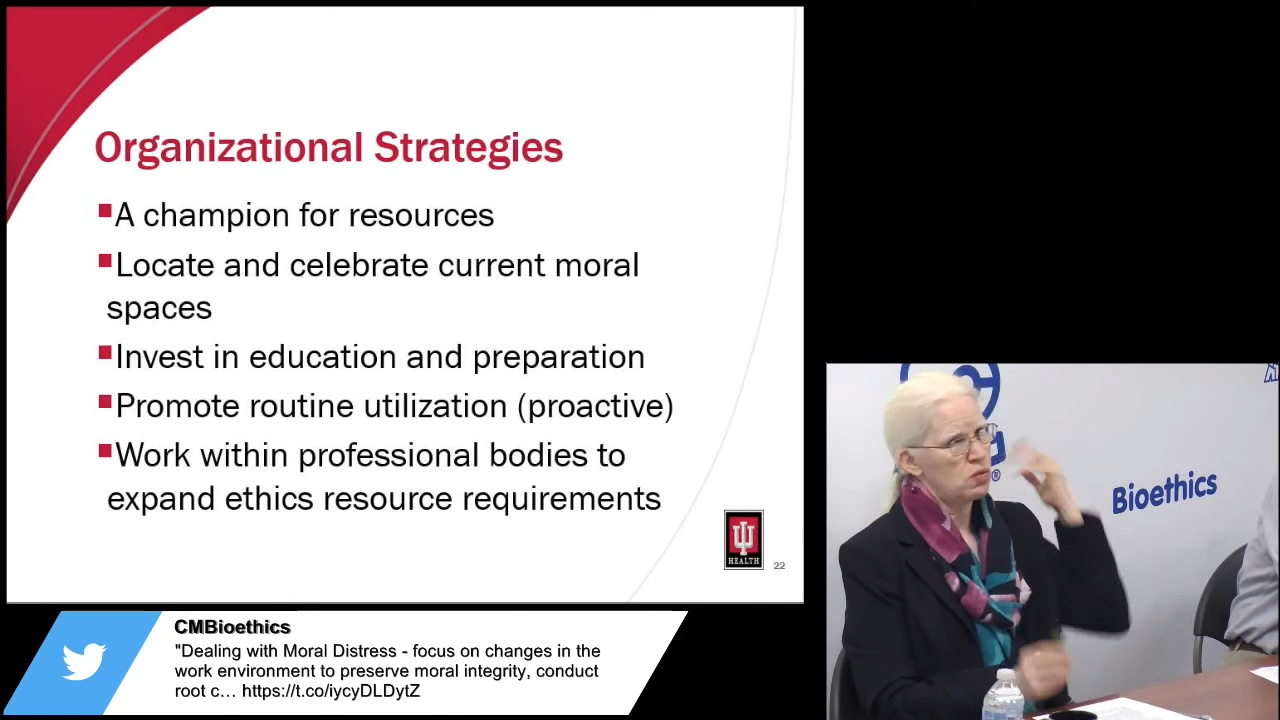 Organizational Strategies
A champion for resources
Locate and celebrate current moral
spaces
Invest in education and preparation
Promote routine utilization (proactive)
Work within professional bodies to
expand ethics resource requirements
HEALTH
22
CMBioethics
"Dealing with Moral Distress - focus on changes in the
work environment to preserve moral integrity, conduct
root c... https://t.co/iycyDLDytZ
®
Bioethics